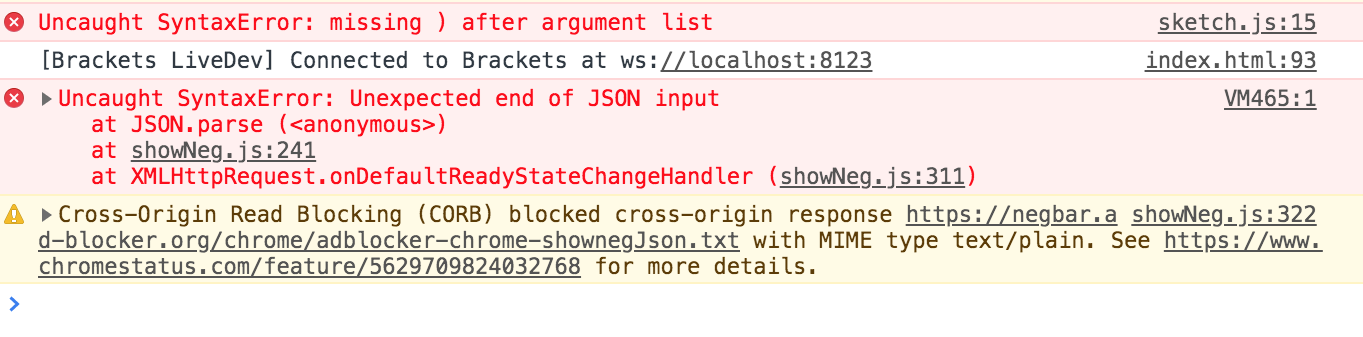 Uncaught SyntaxError: missing ) after argument list sketch.js:15
[Brackets LiveDev] Connected to Brackets at ws://localhost:8123 index.html:93
Uncaught SyntaxError: Unexpected end of JSON input VM465:1
at JSON.parse (<anonymous>)
at showNeg.js:241
at XMLHttpRequest.onDefaultReadyStateChangeHandler (showNeg.js:311)
Cross-Origin Read Blocking (CORB) blocked cross-origin response https://negbar.a showNeg.js:322
d-blocker.org/chrome/adblocker-chrome-shownegJson.txt with MIME type text/plain. See https://www.
chromestatus.com/feature/5629709824032768 for more details.